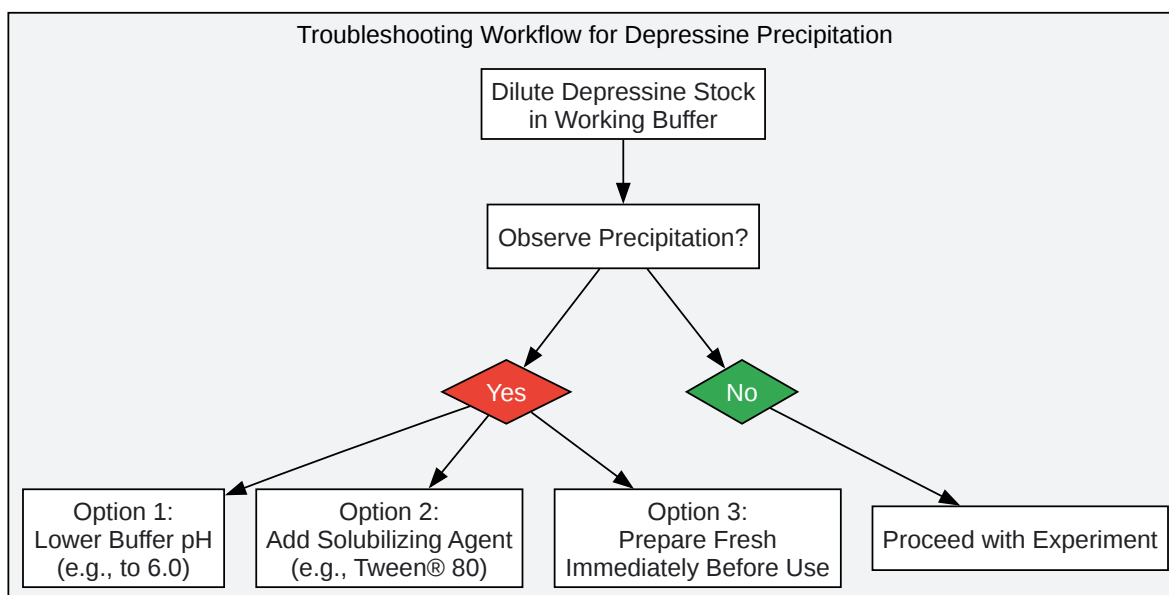 Troubleshooting Workflow for Depressine Precipitation
Dilute Depressine Stock
in Working Buffer
Observe Precipitation?
Yes
No
Option 1:
Lower Buffer pH
(e.g., to 6.0)
Option 2:
Add Solubilizing Agent
(e.g., Tween® 80)
Option 3:
Prepare Fresh
Immediately Before Use
Proceed with Experiment